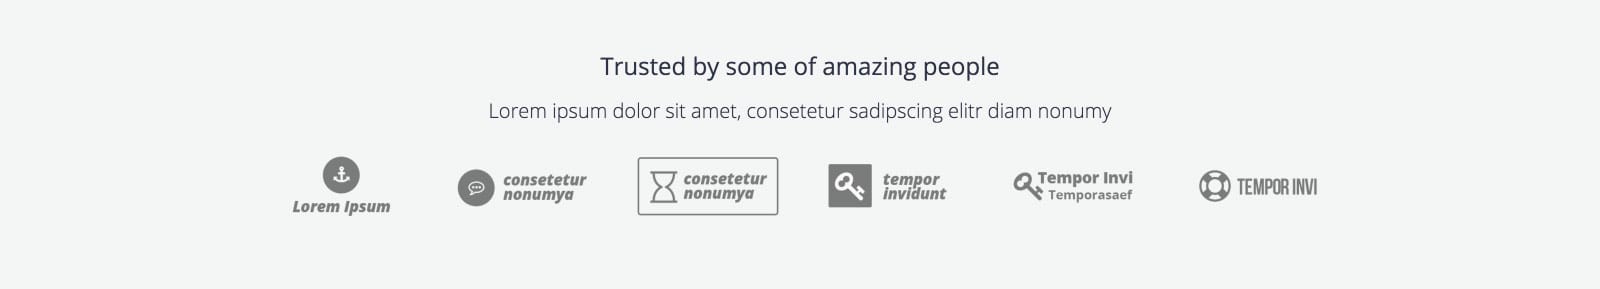 Trusted by some of amazing people
Lorem ipsum dolor sit amet, consetetur sadipscing elitr diam nonumy
Lorem Ipsum
consetetur
nonumya
consetetur
nonumya
tempor
invidunt
Tempor Invi
Temporasaef
TEMPOR INVI